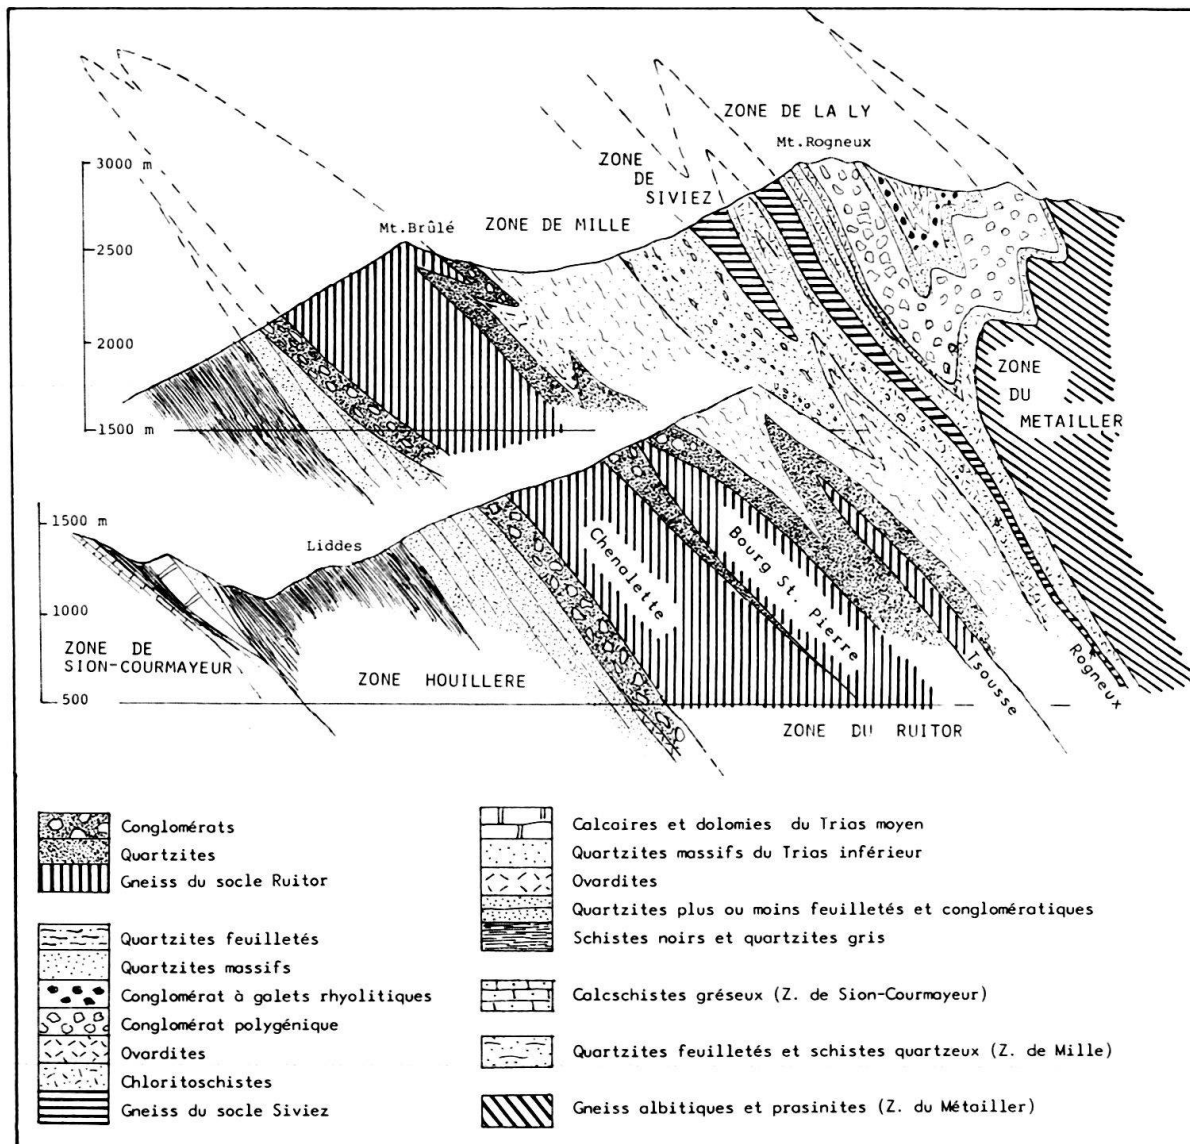 ZONE DE LA LY
Mt. Rogneux
3000 m
ZONE
DE
SIVIEZ
Mt.Brûlé
ZONE DE MILLE
2500
2000
ZONE
DU
METAILLER
1500 m
1500 m
Liddes
Chenalette
Bourg St. Pierre
1000
ZONE DE
SION-COURMAYEUR
ZONE HOUILLERE
Tsousse
Rogneux
500
ZONE DU RUITOR
Conglomérats
Quartzites
Gneiss du socle Ruitor
Quartzites feuilletés
Quartzites massifs
Conglomérat à galets rhyolitiques
Conglomérat polygénique
Ovardites
Chloritoschistes
Gneiss du socle Siviez
Calcaires et dolomies du Trias moyen
Quartzites massifs du Trias inférieur
Ovardites
Quartzites plus ou moins feuilletés et conglomératiques
Schistes noirs et quartzites gris
Calcschistes gréseux (Z. de Sion-Courmayeur)
Quartzites feuilletés et schistes quartzeux (Z. de Mille)
Gneiss albitiques et prasinites (Z. du Métailler)